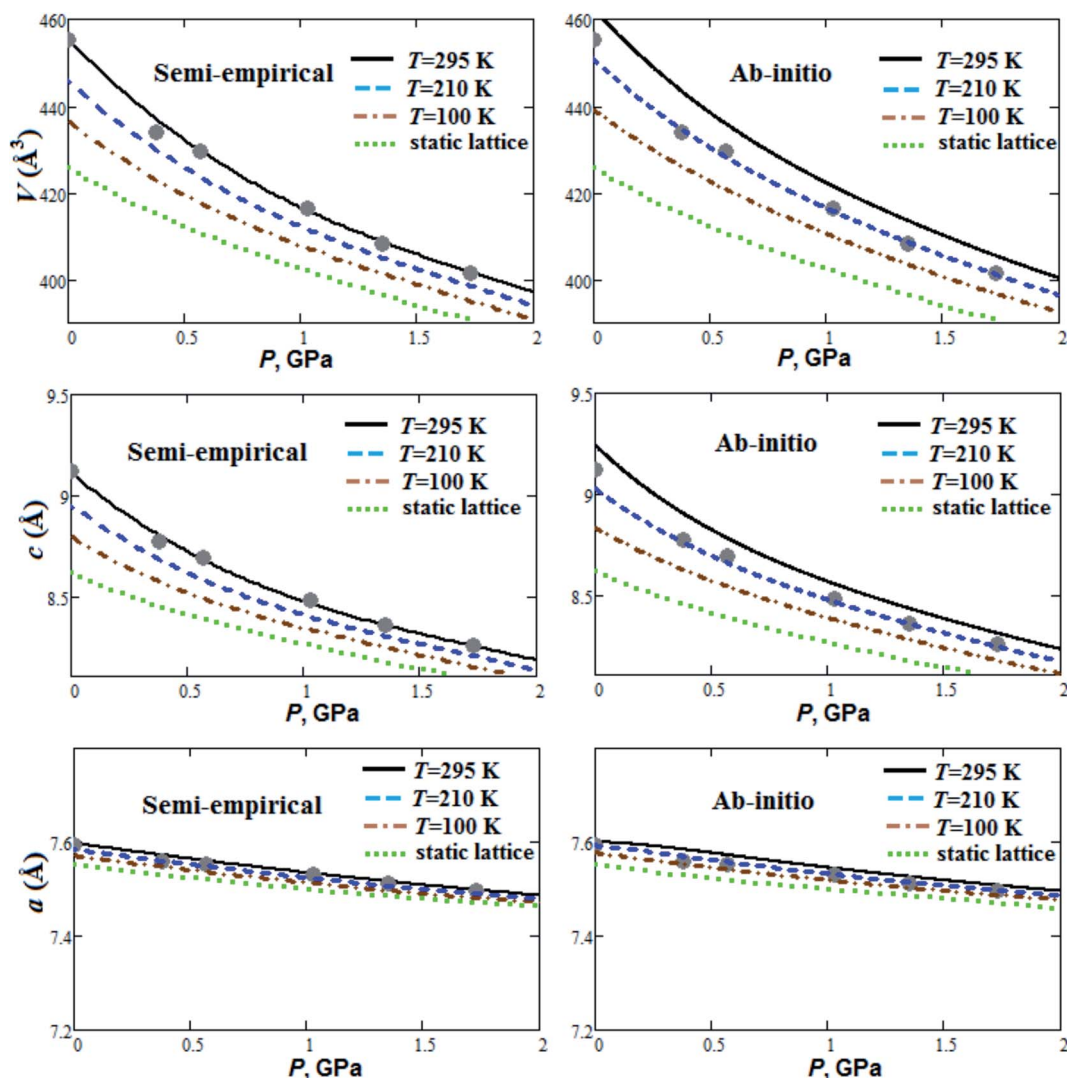 460
440
420
400
V (Å³)
Semi-empirical
T=295 K
T=210 K
T=100 K
static lattice
0
0.5
1
1.5
2
P, GPa
460
440
420
400
Ab-initio
T=295 K
T=210 K
T=100 K
static lattice
0
0.5
1
1.5
2
P, GPa
9.5
9
8.5
c (Å)
Semi-empirical
T=295 K
T=210 K
T=100 K
static lattice
0
0.5
1
1.5
2
P, GPa
9.5
9
8.5
Ab-initio
T=295 K
T=210 K
T=100 K
static lattice
0
0.5
1
1.5
2
P, GPa
7.6
7.4
7.2
a (Å)
Semi-empirical
T=295 K
T=210 K
T=100 K
static lattice
0
0.5
1
1.5
2
P, GPa
7.6
7.4
7.2
Ab-initio
T=295 K
T=210 K
T=100 K
static lattice
0
0.5
1
1.5
2
P, GPa